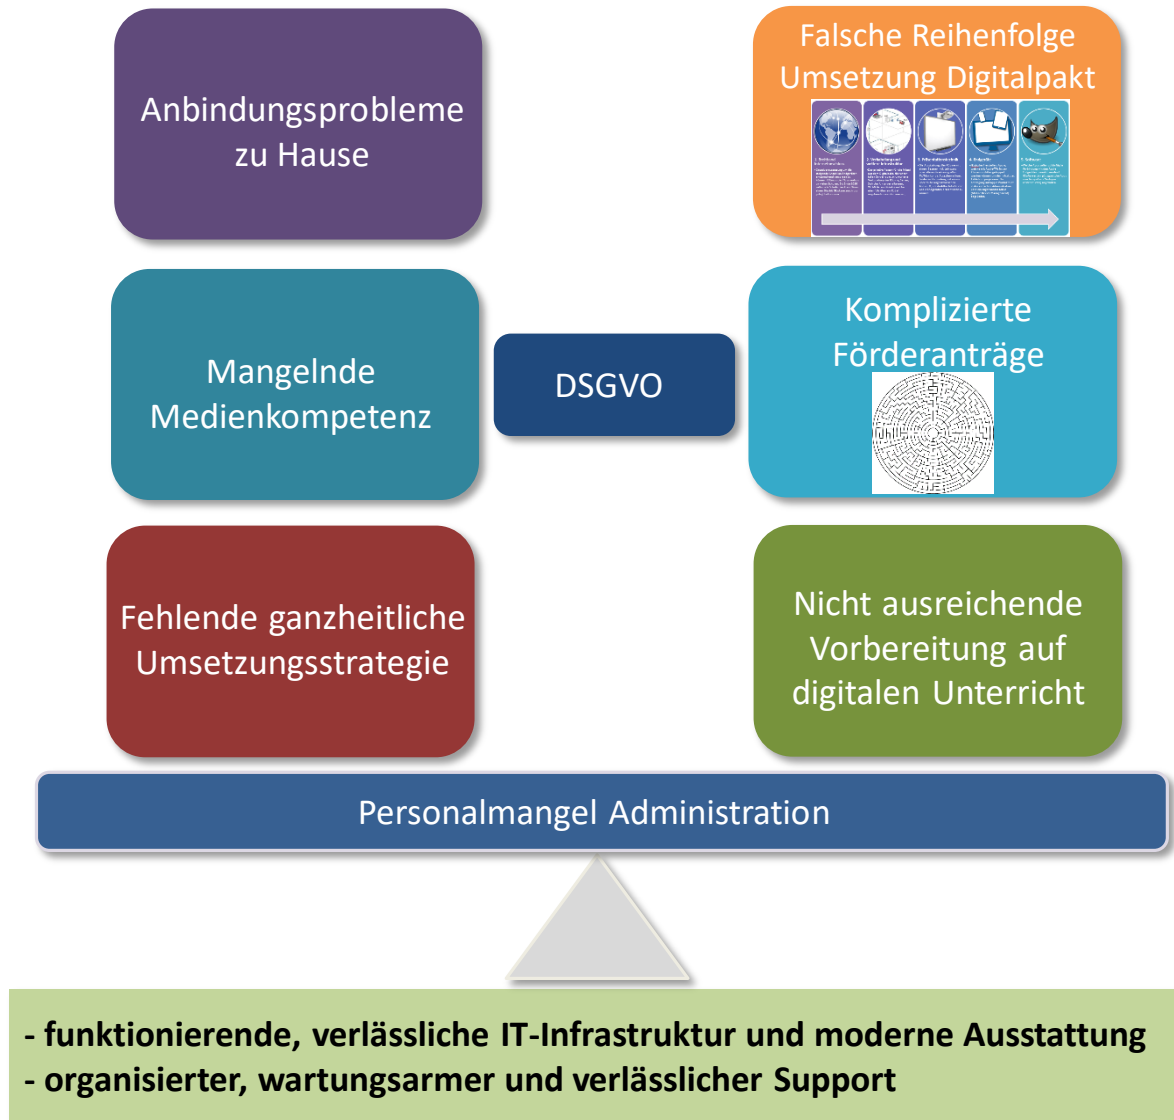 Anbindungsprobleme
zu Hause
Falsche Reihenfolge
Umsetzung Digitalpakt
Mangelnde
Medienkompetenz
DSGVO
Komplizierte
Förderanträge
Fehlende ganzheitliche
Umsetzungsstrategie
Nicht ausreichende
Vorbereitung auf
digitalen Unterricht
Personalmangel Administration
- funktionierende, verlässliche IT-Infrastruktur und moderne Ausstattung
- organisierter, wartungsarmer und verlässlicher Support